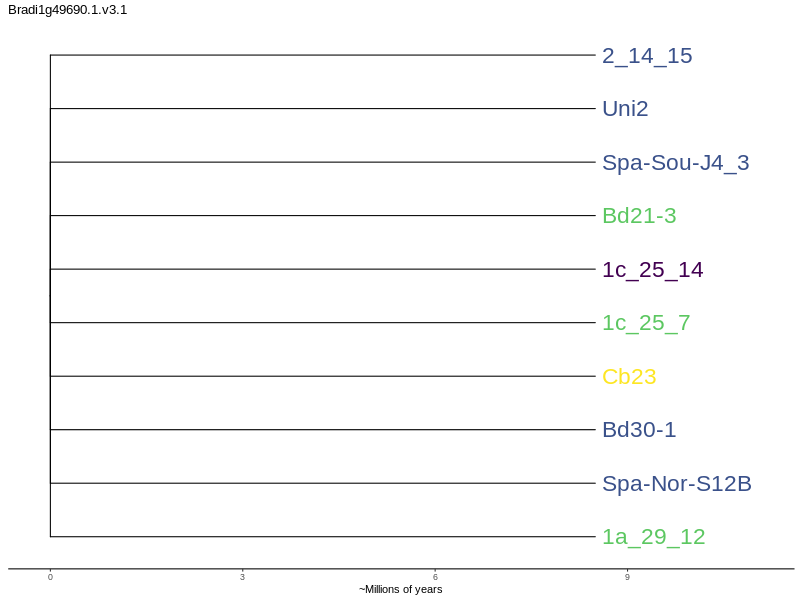 Bradi1g49690.1.v3.1
2_14_15
Uni2
Spa-Sou-J4_3
Bd21-3
1c_25_14
1c_25_7
Cb23
Bd30-1
Spa-Nor-S12B
1a_29_12
0 3 6 9
~Millions of years